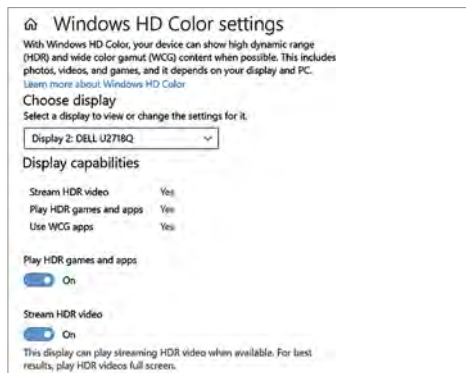 Windows HD Color settings
With Windows HD Color, your device can show high dynamic range
(HDR) and wide color gamut (WCG) content when possible. This includes
photos, videos, and games, and it depends on your display and PC.
Learn more about Windows HD Color
Choose display
Select a display to view or change the settings for it.
Display 2: DELL U2718Q
Display capabilities
Stream HDR video Yes
Play HDR games and apps Yes
Use WCG apps Yes
Play HDR games and apps
On
Stream HDR video
On
This display can play streaming HDR video when available. For best
results, play HDR videos full screen.